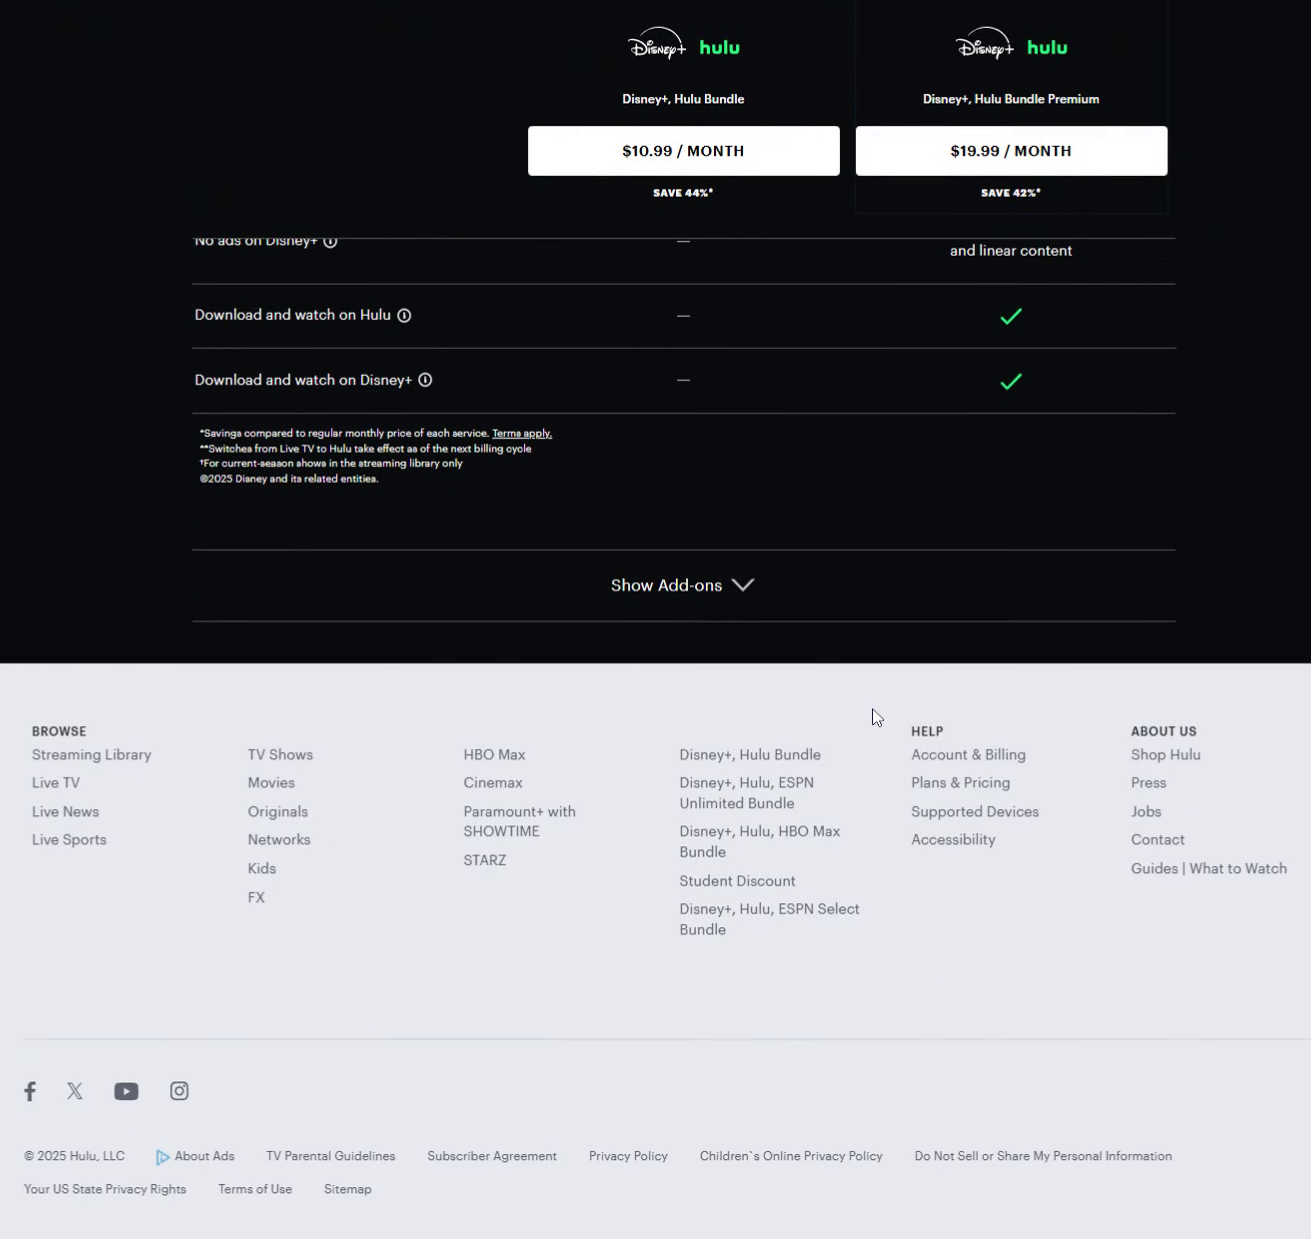 Disney+ hulu
Disney+ hulu
Disney+, Hulu Bundle
Disney+, Hulu Bundle Premium
$10.99 / MONTH
$19.99 / MONTH
SAVE 44%*
SAVE 42%*
No ads on Disney+
—
and linear content
Download and watch on Hulu
—
Download and watch on Disney+
—
*Savings compared to regular monthly price of each service. Terms apply.
**Switches from Live TV to Hulu take effect as of the next billing cycle
†For current-season shows in the streaming library only
©2025 Disney and its related entities.
Show Add-ons
BROWSE
Streaming Library
Live TV
Live News
Live Sports
TV Shows
Movies
Originals
Networks
Kids
FX
HBO Max
Cinemax
Paramount+ with
SHOWTIME
STARZ
Disney+, Hulu Bundle
Disney+, Hulu, ESPN
Unlimited Bundle
Disney+, Hulu, HBO Max
Bundle
Student Discount
Disney+, Hulu, ESPN Select
Bundle
HELP
Account & Billing
Plans & Pricing
Supported Devices
Accessibility
ABOUT US
Shop Hulu
Press
Jobs
Contact
Guides | What to Watch
© 2025 Hulu, LLC
About Ads
TV Parental Guidelines
Subscriber Agreement
Privacy Policy
Children`s Online Privacy Policy
Do Not Sell or Share My Personal Information
Your US State Privacy Rights
Terms of Use
Sitemap